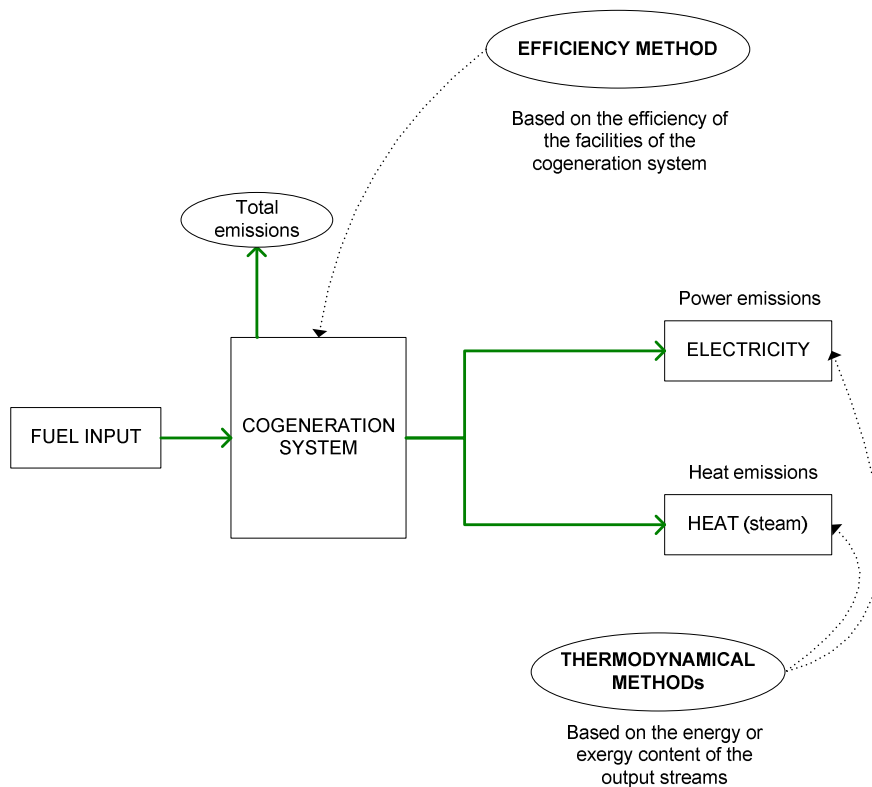 EFFICIENCY METHOD
Based on the efficiency of
the facilities of the
cogeneration system
Total
emissions
Power emissions
ELECTRICITY
FUEL INPUT
COGENERATION
SYSTEM
Heat emissions
HEAT (steam)
THERMODYNAMICAL
METHODs
Based on the energy or
exergy content of the
output streams